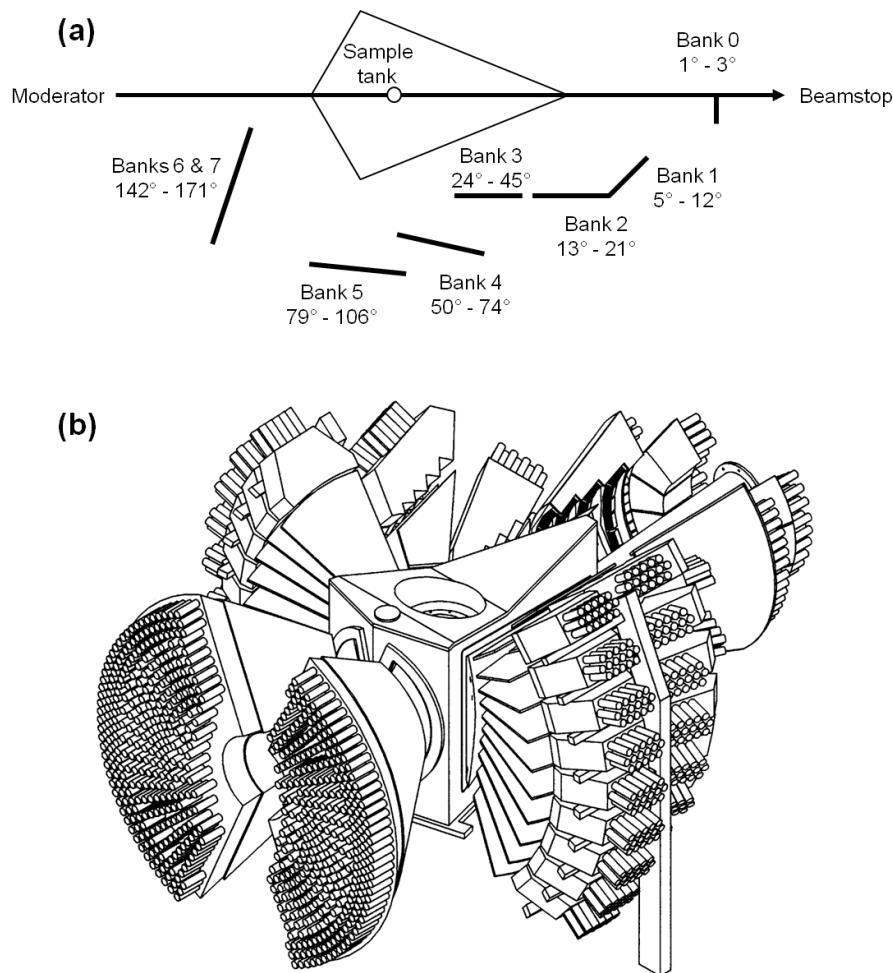 (a)
Bank 0
1° - 3°
Sample
tank
Moderator
Beamstop
Banks 6 & 7
142° - 171°
Bank 3
24° - 45°
Bank 1
5° - 12°
Bank 2
13° - 21°
Bank 5
79° - 106°
Bank 4
50° - 74°
(b)